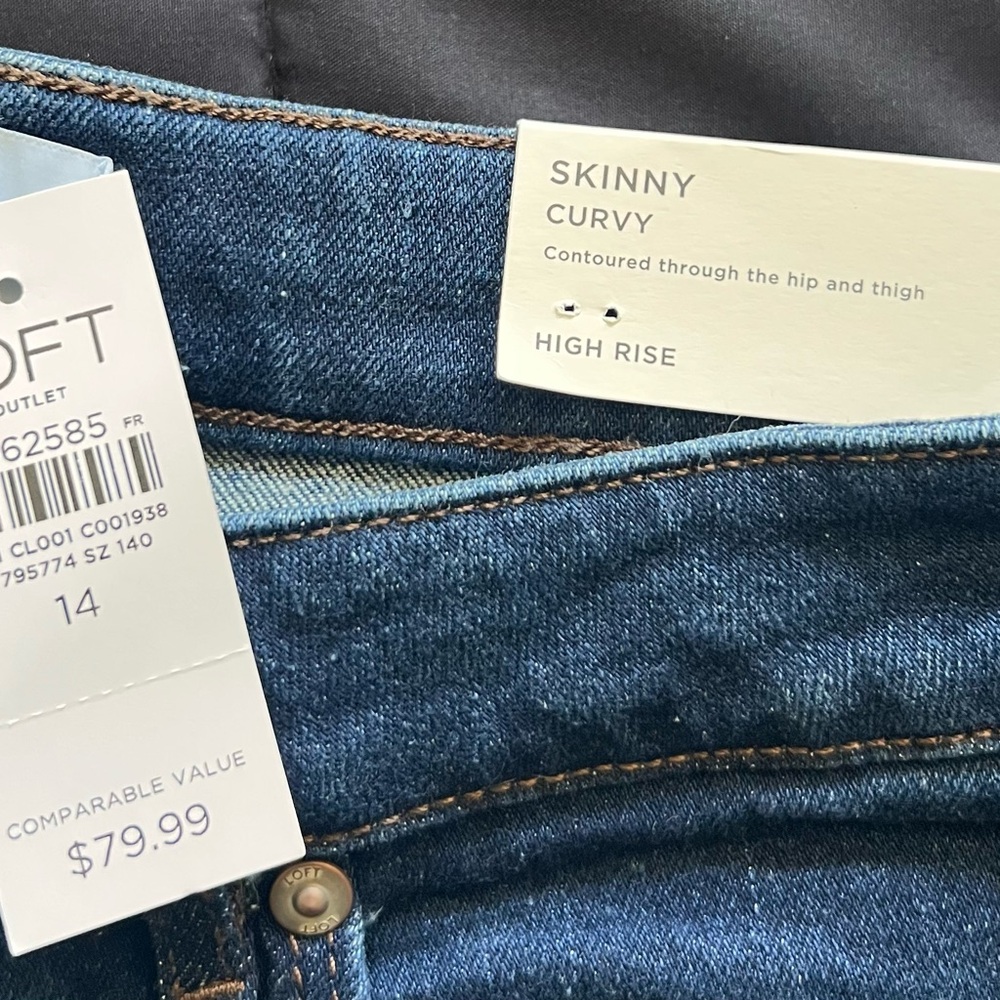 OFT
OUTLET
62585 FR
CL001 C001938
795774 SZ 140
14
COMPARABLE VALUE
$79.99
SKINNY
CURVY
Contoured through the hip and thigh
HIGH RISE
LOFT
LOFT